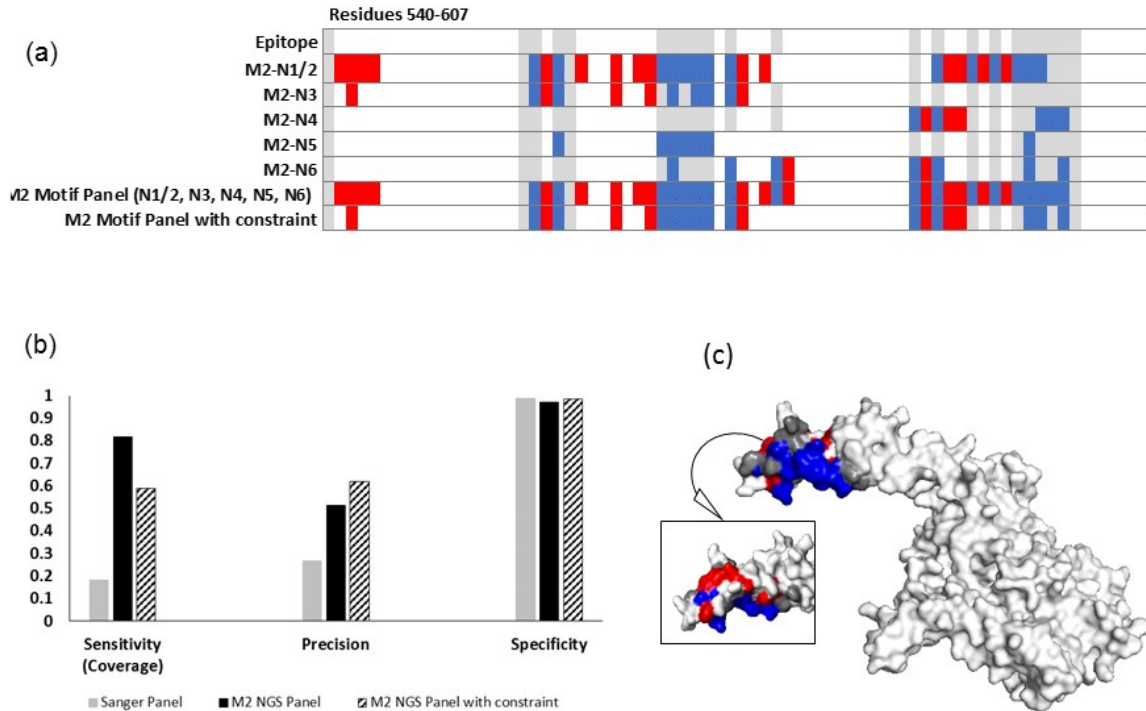 Residues 540-607
(a)
Epitope
M2-N1/2
M2-N3
M2-N4
M2-N5
M2-N6
M2 Motif Panel (N1/2, N3, N4, N5, N6)
M2 Motif Panel with constraint
(b)
(c)
1
0.9
0.8
0.7
0.6
0.5
0.4
0.3
0.2
0.1
0
Sensitivity
(Coverage)
Precision
Specificity
Sanger Panel
M2 NGS Panel
M2 NGS Panel with constraint